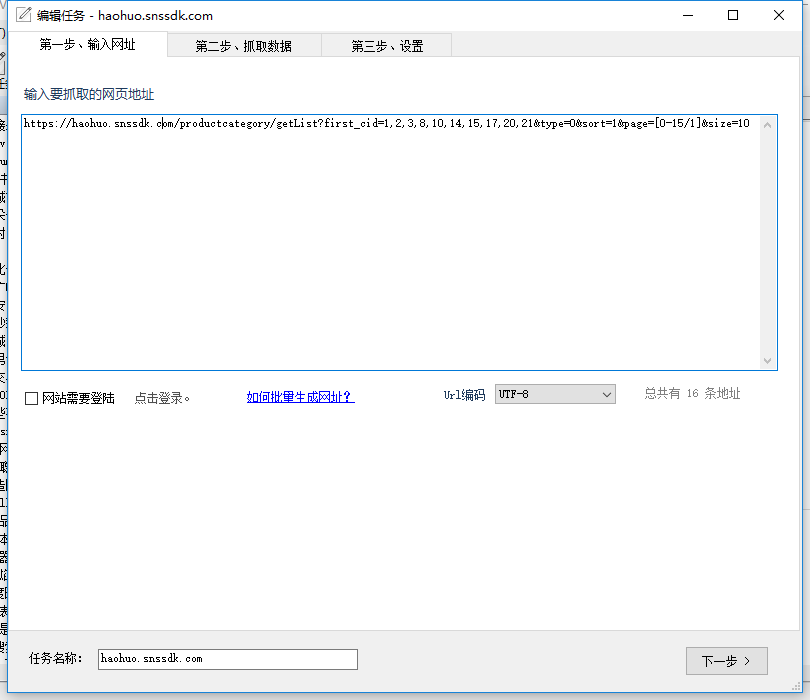 编辑任务 - haohuo.snssdk.com
第一步、输入网址
第二步、抓取数据
第三步、设置
输入要抓取的网页地址
https://haohuo.snssdk.com/productcategory/getList?first_cid=1,2,3,8,10,14,15,17,20,21&type=0&sort=1&page=[0-15/1]&size=10
网站需要登陆 点击登录。 如何批量生成网址? Url编码 UTF-8 总共有 16 条地址
任务名称: haohuo.snssdk.com 下一步 >